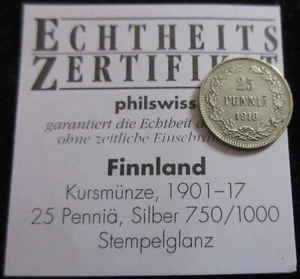 ECHTHEITS
ZERTIFIKAT
philswiss
garantiert die Echtheit
ohne zeitliche Einschrä
Finnland
Kursmünze, 1901–17
25 Penniä, Silber 750/1000
Stempelglanz
25
PENNIÄ
1916